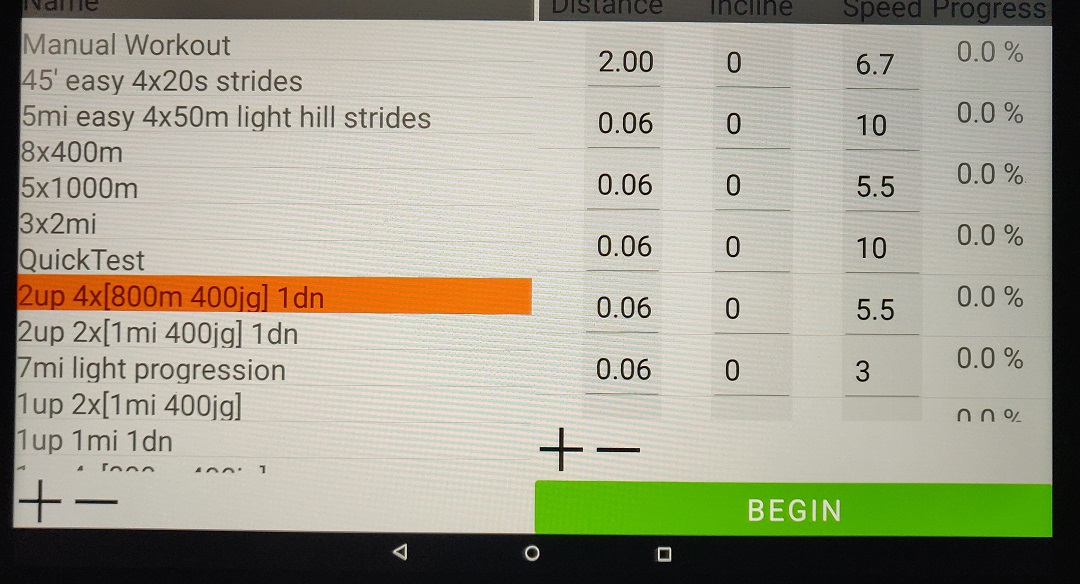 Name Distance Incline Speed Progress
Manual Workout
45' easy 4x20s strides
5mi easy 4x50m light hill strides
8x400m
5x1000m
3x2mi
QuickTest
2up 4x[800m 400jg] 1dn
2up 2x[1mi 400jg] 1dn
7mi light progression
1up 2x[1mi 400jg]
1up 1mi 1dn
2.00 0 6.7 0.0 %
0.06 0 10 0.0 %
0.06 0 5.5 0.0 %
0.06 0 10 0.0 %
0.06 0 5.5 0.0 %
0.06 0 3 0.0 %
0.0 %
BEGIN